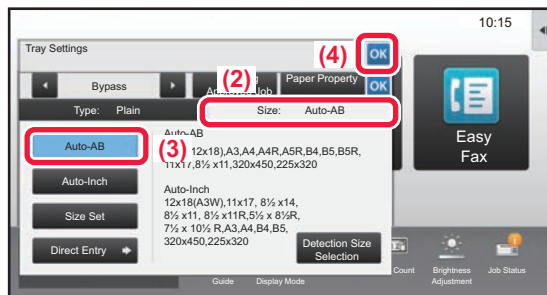 10:15
Tray Settings
(4)
OK
(2)
Bypass
Job
Paper Property
OK
Type: Plain
Size: Auto-AB
Auto-AB
Auto-AB
(3)
12x18),A3,A4,A4R,A5R,B4,B5,B5R,
11x17,8½ x11,320x450,225x320
Easy
Fax
Auto-Inch
Auto-Inch
12x18(A3W),11x17, 8½ x14,
8½ x11, 8½ x11R,5½ x 8½R,
7½ x 10½ R,A3,A4,B4,B5,
320x450,225x320
Size Set
Direct Entry
Detection Size
Selection
Guide
Display Mode
Count
Brightness
Adjustment
Job Status